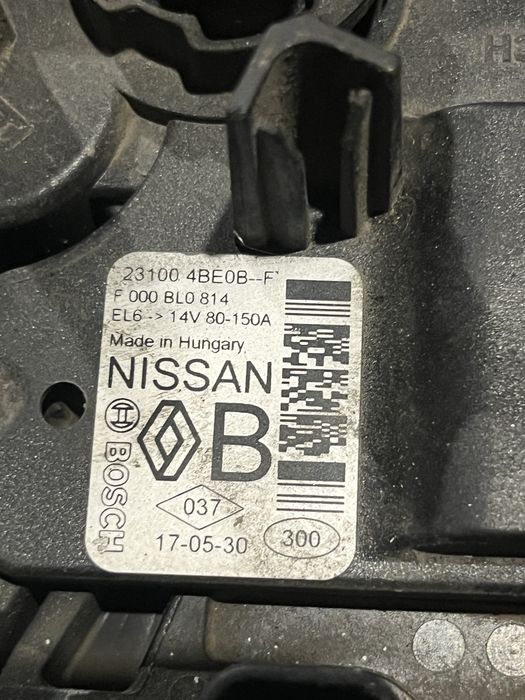 23100 4BE0B--F
F 000 BL0 814
EL6 -> 14V 80-150A
Made in Hungary
NISSAN
BOSCH
B
037
17-05-30
300